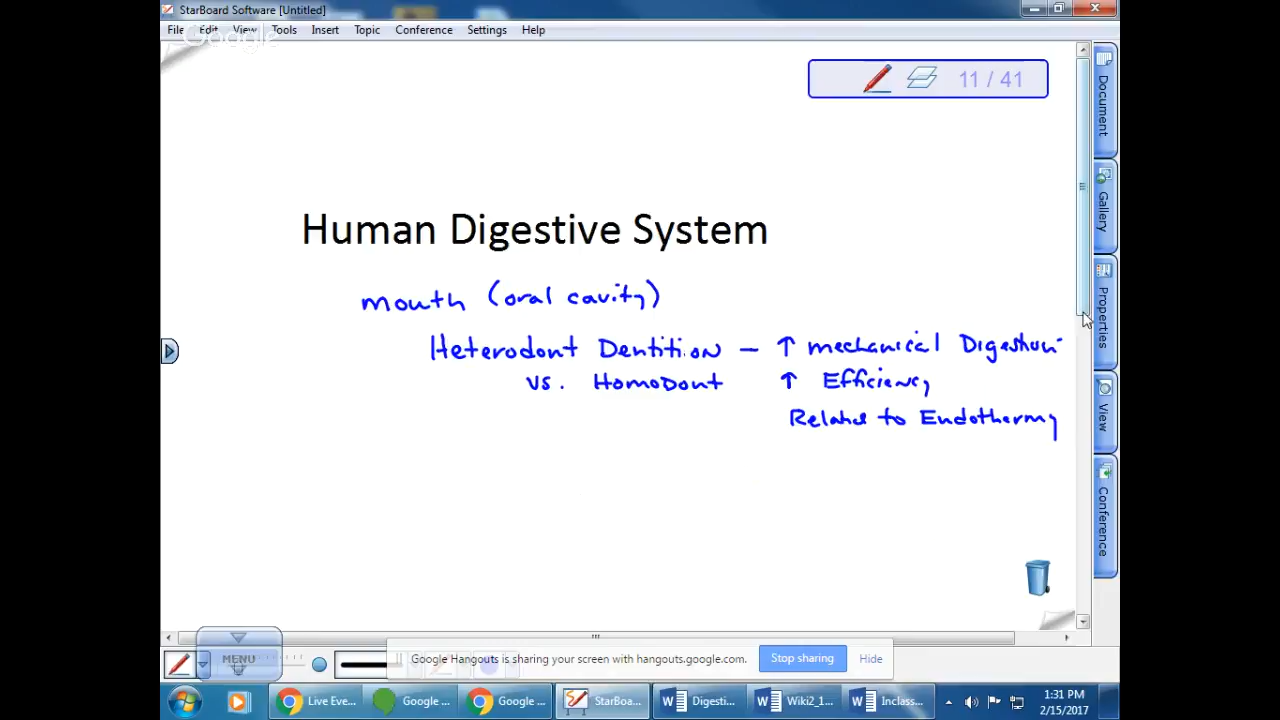 StarBoard Software [Untitled]
File Edit View Tools Insert Topic Conference Settings Help
Google
11 / 41
Document
Gallery
Properties
View
Conference
Human Digestive System
mouth (oral cavity)
Heterodont Dentition — ↑ mechanical Digestion
vs. Homodont ↑ Efficiency
Relates to Endothermy
MENU
Google Hangouts is sharing your screen with hangouts.google.com. Stop sharing Hide
Live Eve... Google ... Google ... StarBoa... Digesti... Wiki2_1... Inclass...
1:31 PM
2/15/2017